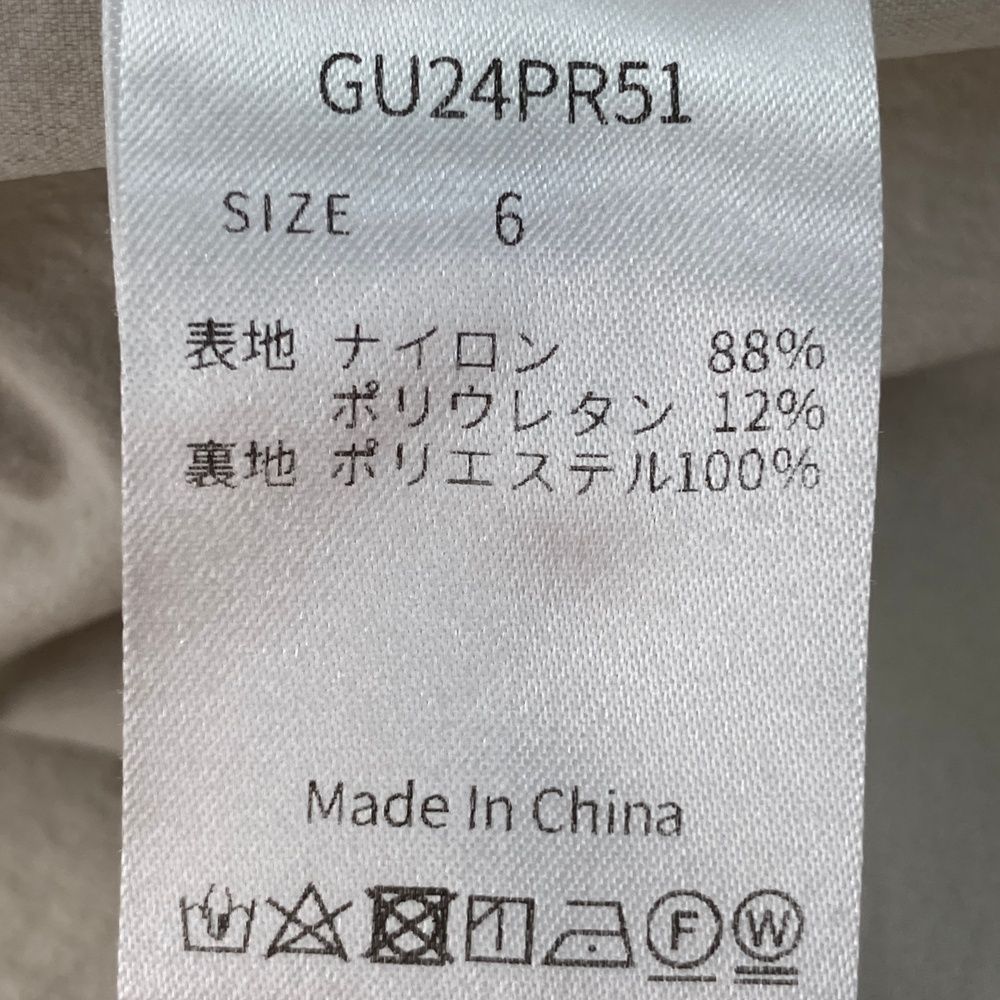 GU24PR51
SIZE 6
表地 ナイロン 88%
ポリウレタン 12%
裏地 ポリエステル100%
Made In China
F W